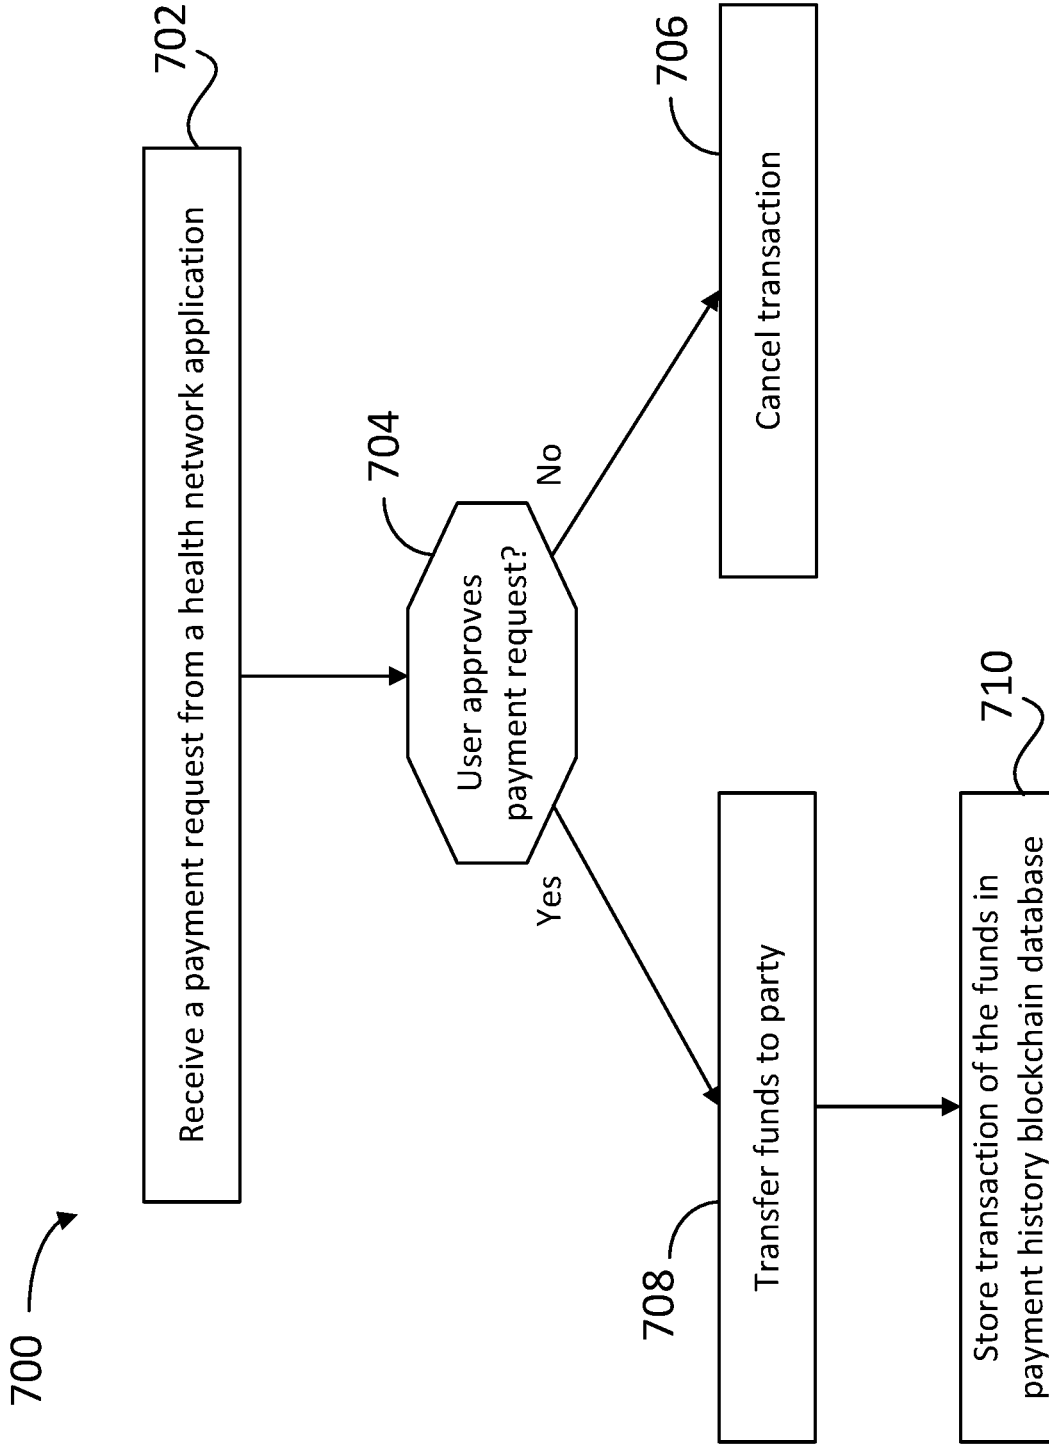 700
702
Receive a payment request from a health network application
704
User approves
payment request?
Yes
No
708
Transfer funds to party
706
Cancel transaction
710
Store transaction of the funds in
payment history blockchain database